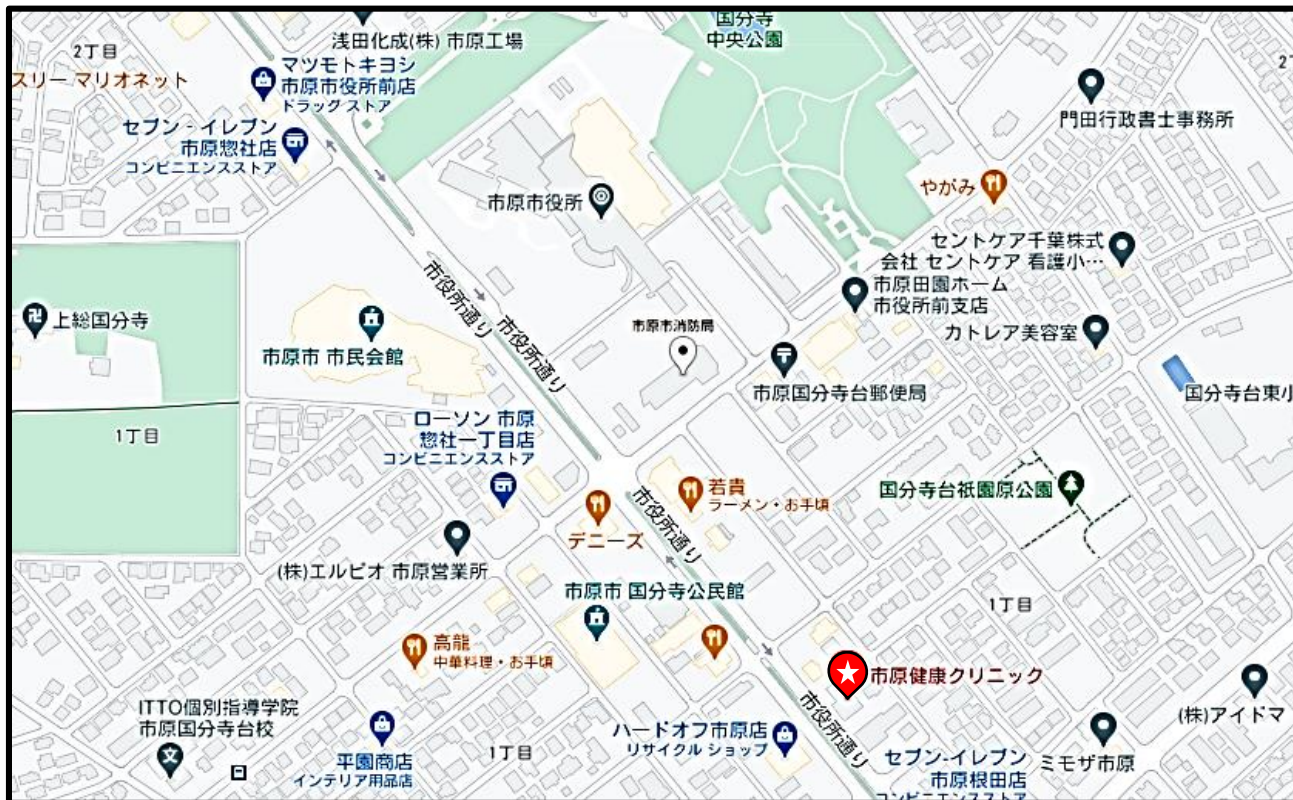 国分寺
中央公園
浅田化成(株) 市原工場
2丁目
スリー マリオネット
マツモトキヨシ
市原市役所前店
ドラッグ ストア
セブン - イレブン
市原惣社店
コンビニエンスストア
門田行政書士事務所
やがみ
市原市役所
セントケア千葉株式
会社 セントケア 看護小…
市原田園ホーム
市役所前支店
カトレア美容室
市役所通り
市役所通り
上総国分寺
市原市 市民会館
市原市消防局
市原国分寺台郵便局
国分寺台東小
1丁目
ローソン 市原
惣社一丁目店
コンビニエンスストア
若貴
ラーメン・お手頃
国分寺台祇園原公園
デニーズ
市役所通り
(株)エルビオ 市原営業所
市原市 国分寺公民館
1丁目
高龍
中華料理・お手頃
市原健康クリニック
ITTO個別指導学院
市原国分寺台校
平園商店
インテリア用品店
1丁目
ハードオフ市原店
リサイクル ショップ
市役所通り
セブン-イレブン
市原根田店
コンビニエンスストア
ミモザ市原
(株)アイドマ